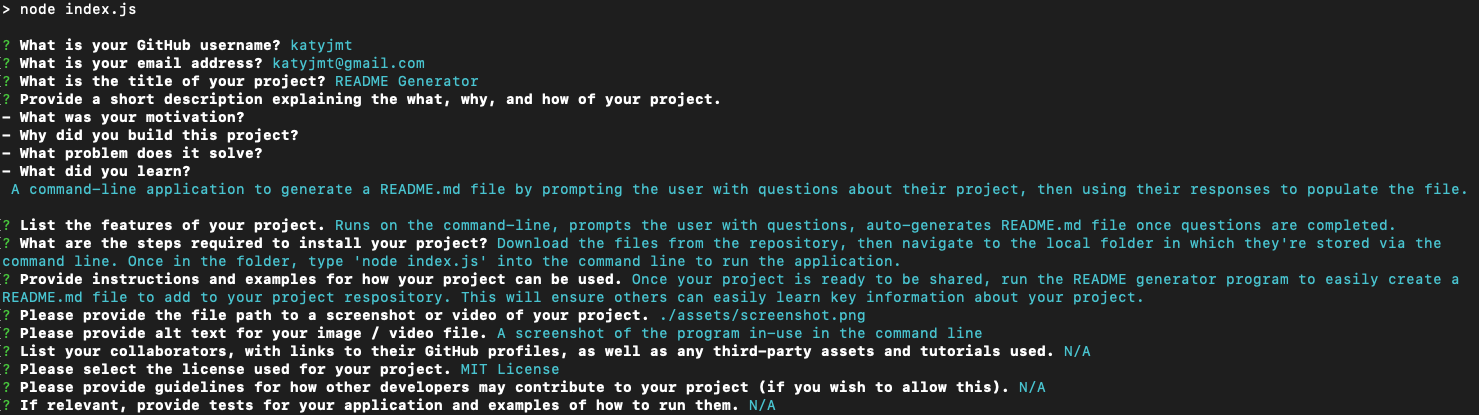 > node index.js
? What is your GitHub username? katyjmt
? What is your email address? katyjmt@gmail.com
? What is the title of your project? README Generator
? Provide a short description explaining the what, why, and how of your project.
– What was your motivation?
– Why did you build this project?
– What problem does it solve?
– What did you learn?
A command–line application to generate a README.md file by prompting the user with questions about their project, then using their responses to populate the file.
? List the features of your project. Runs on the command–line, prompts the user with questions, auto–generates README.md file once questions are completed.
? What are the steps required to install your project? Download the files from the repository, then navigate to the local folder in which they're stored via the
command line. Once in the folder, type 'node index.js' into the command line to run the application.
? Provide instructions and examples for how your project can be used. Once your project is ready to be shared, run the README generator program to easily create a
README.md file to add to your project respository. This will ensure others can easily learn key information about your project.
? Please provide the file path to a screenshot or video of your project. ./assets/screenshot.png
? Please provide alt text for your image / video file. A screenshot of the program in–use in the command line
? List your collaborators, with links to their GitHub profiles, as well as any third–party assets and tutorials used. N/A
? Please select the license used for your project. MIT License
? Please provide guidelines for how other developers may contribute to your project (if you wish to allow this). N/A
? If relevant, provide tests for your application and examples of how to run them. N/A